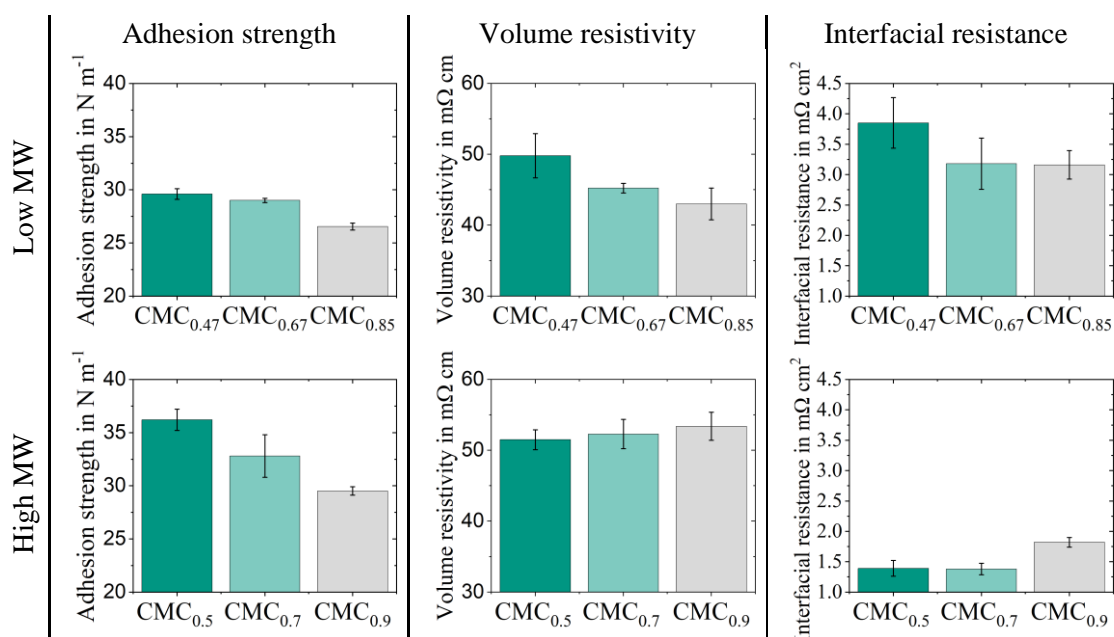 Adhesion strength
Volume resistivity
Interfacial resistance
Low MW
Adhesion strength in N m⁻¹
40
35
30
25
20
CMC₀.₄₇ CMC₀.₆₇ CMC₀.₈₅
Volume resistivity in mΩ cm
60
50
40
30
CMC₀.₄₇ CMC₀.₆₇ CMC₀.₈₅
Interfacial resistance in mΩ cm²
4.5
4.0
3.5
3.0
2.5
2.0
1.5
1.0
CMC₀.₄₇ CMC₀.₆₇ CMC₀.₈₅
High MW
Adhesion strength in N m⁻¹
40
35
30
25
20
CMC₀.₅ CMC₀.₇ CMC₀.₉
Volume resistivity in mΩ cm
60
50
40
30
CMC₀.₅ CMC₀.₇ CMC₀.₉
Interfacial resistance in mΩ cm²
4.5
4.0
3.5
3.0
2.5
2.0
1.5
1.0
CMC₀.₅ CMC₀.₇ CMC₀.₉